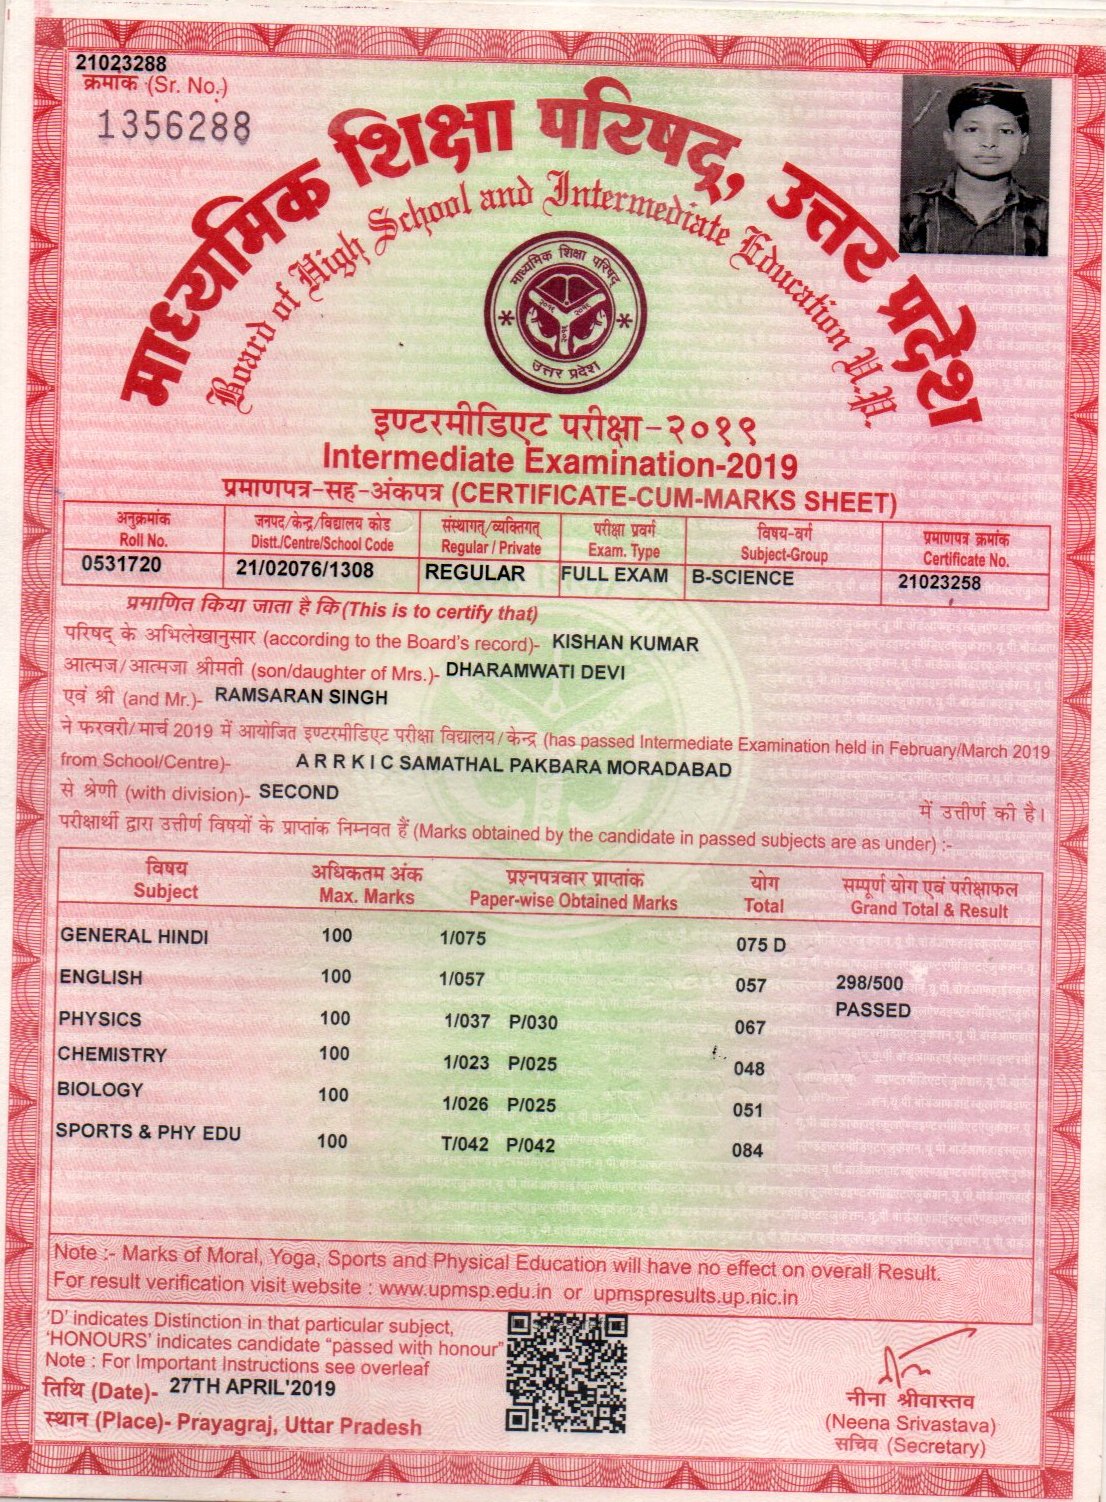 21023288
क्रमांक (Sr. No.)
1356288
माध्यमिक शिक्षा परिषद्, उत्तर प्रदेश
Board of High School and Intermediate Education U.P.
माध्यमिक शिक्षा परिषद्
उत्तर प्रदेश
इण्टरमीडिएट परीक्षा-२०१९
Intermediate Examination-2019
प्रमाणपत्र-सह-अंकपत्र (CERTIFICATE-CUM-MARKS SHEET)
अनुक्रमांक जनपद/केन्द्र/विद्यालय कोड संस्थागत्/व्यक्तिगत् परीक्षा प्रवर्ग विषय-वर्ग प्रमाणपत्र क्रमांक
Roll No. Distt./Centre/School Code Regular / Private Exam. Type Subject-Group Certificate No.
0531720 21/02076/1308 REGULAR FULL EXAM B-SCIENCE 21023258
प्रमाणित किया जाता है कि (This is to certify that)
परिषद् के अभिलेखानुसार (according to the Board's record)- KISHAN KUMAR
आत्मज/आत्मजा श्रीमती (son/daughter of Mrs.)- DHARAMWATI DEVI
एवं श्री (and Mr.)- RAMSARAN SINGH
ने फरवरी/मार्च 2019 में आयोजित इण्टरमीडिएट परीक्षा विद्यालय/केन्द्र (has passed Intermediate Examination held in February/March 2019
from School/Centre)- A R R K I C SAMATHAL PAKBARA MORADABAD
से श्रेणी (with division)- SECOND में उत्तीर्ण की है।
परीक्षार्थी द्वारा उत्तीर्ण विषयों के प्राप्तांक निम्नवत हैं (Marks obtained by the candidate in passed subjects are as under) :-
विषय अधिकतम अंक प्रश्नपत्रवार प्राप्तांक योग सम्पूर्ण योग एवं परीक्षाफल
Subject Max. Marks Paper-wise Obtained Marks Total Grand Total & Result
GENERAL HINDI 100 1/075 075 D
ENGLISH 100 1/057 057 298/500
PASSED
PHYSICS 100 1/037 P/030 067
CHEMISTRY 100 1/023 P/025 048
BIOLOGY 100 1/026 P/025 051
SPORTS & PHY EDU 100 T/042 P/042 084
Note :- Marks of Moral, Yoga, Sports and Physical Education will have no effect on overall Result.
For result verification visit website : www.upmsp.edu.in or upmspresults.up.nic.in
'D' indicates Distinction in that particular subject,
'HONOURS' indicates candidate "passed with honour"
Note : For Important Instructions see overleaf
तिथि (Date)- 27TH APRIL'2019
स्थान (Place)- Prayagraj, Uttar Pradesh
नीना श्रीवास्तव
(Neena Srivastava)
सचिव (Secretary)